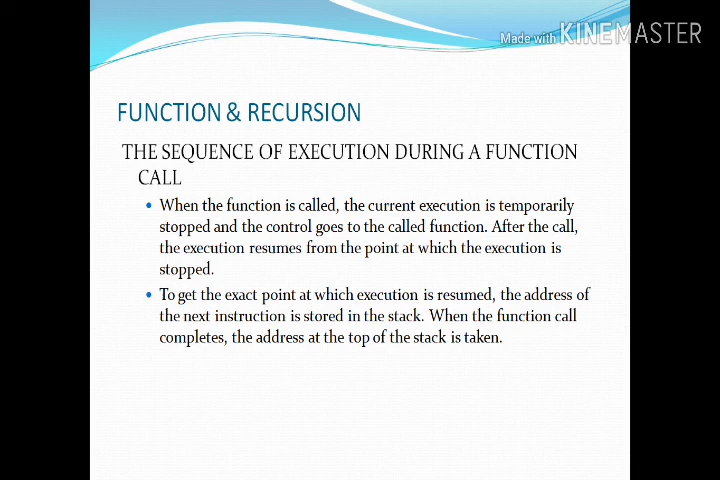 Made with KINEMASTER
FUNCTION & RECURSION
THE SEQUENCE OF EXECUTION DURING A FUNCTION
CALL
• When the function is called, the current execution is temporarily
stopped and the control goes to the called function. After the call,
the execution resumes from the point at which the execution is
stopped.
• To get the exact point at which execution is resumed, the address of
the next instruction is stored in the stack. When the function call
completes, the address at the top of the stack is taken.